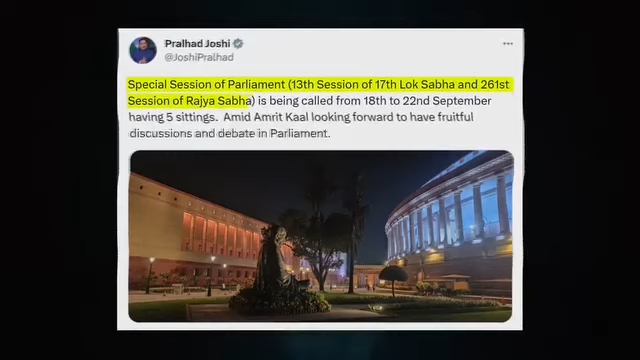 Pralhad Joshi
@JoshiPralhad
Special Session of Parliament (13th Session of 17th Lok Sabha and 261st
Session of Rajya Sabha) is being called from 18th to 22nd September
having 5 sittings. Amid Amrit Kaal looking forward to have fruitful
discussions and debate in Parliament.